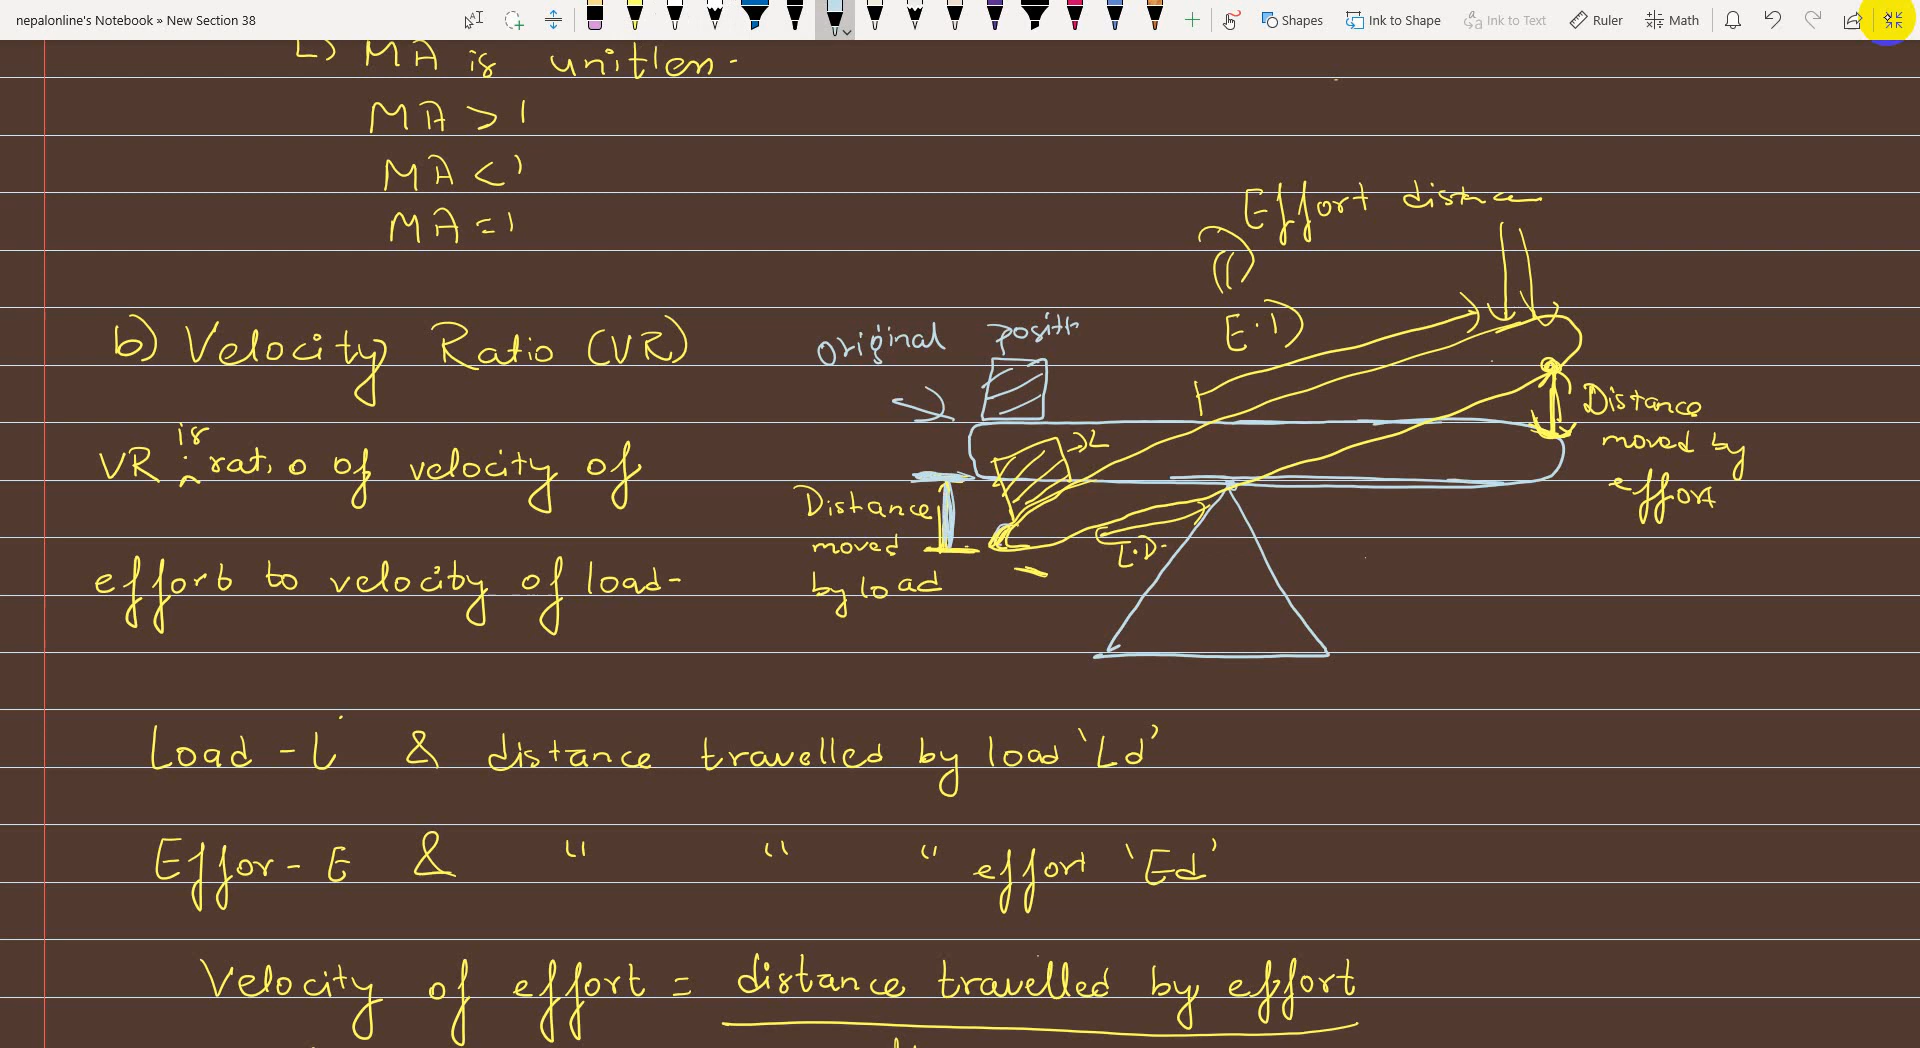 nepalonline's Notebook » New Section 38
Shapes
Ink to Shape
Ink to Text
Ruler
Math
MA is unitless.
MA > 1
MA < 1
MA = 1
Effort distance
E.D
b) Velocity Ratio (VR)
Original
VR is ratio of velocity of
effort to velocity of load-
L
Distance
moved
by load
L.D.
Distance
moved by
effort
Load - L & distance travelled by load 'Ld'
Effor - E & " " " effort 'Ed'
Velocity of effort = distance travelled by effort